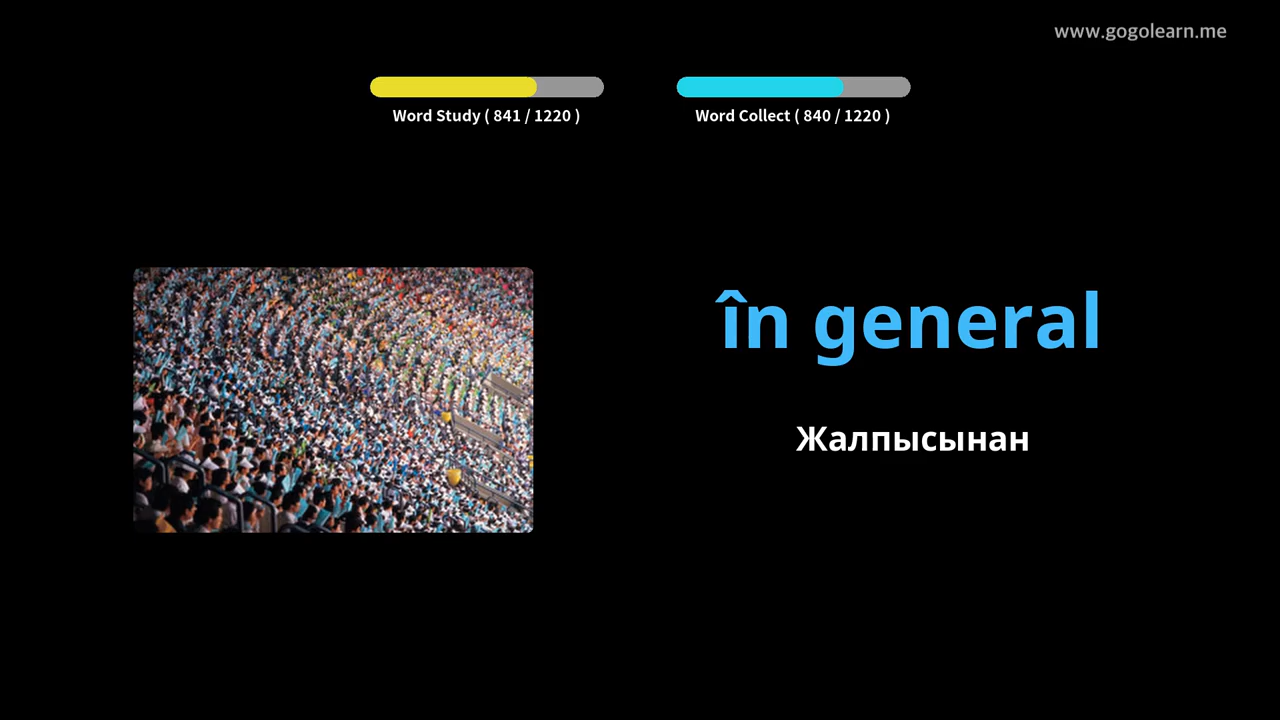 www.gogolearn.me
Word Study ( 841 / 1220 )
Word Collect ( 840 / 1220 )
în general
Жалпысынан